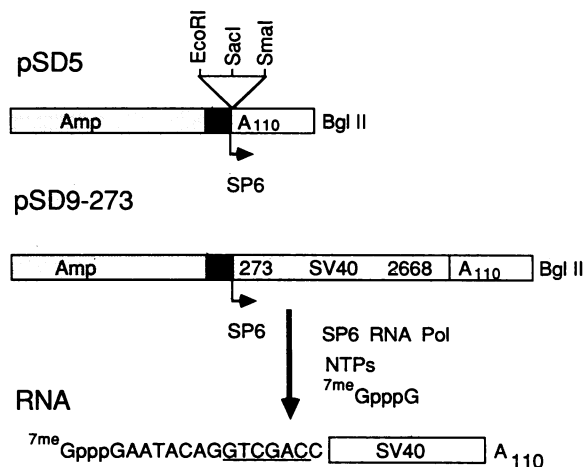 EcoRI
SacI
SmaI
pSD5
Amp A110 Bgl II
SP6
pSD9-273
Amp 273 SV40 2668 A110 Bgl II
SP6
SP6 RNA Pol
NTPs
7meGpppG
RNA
7meGpppGAATACAGGTCGACC SV40 A110